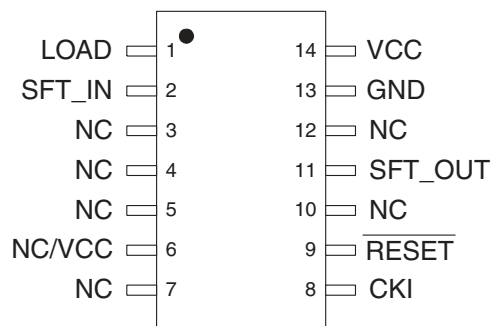 LOAD 1 14 VCC
SFT_IN 2 13 GND
NC 3 12 NC
NC 4 11 SFT_OUT
NC 5 10 NC
NC/VCC 6 9 RESET
NC 7 8 CKI